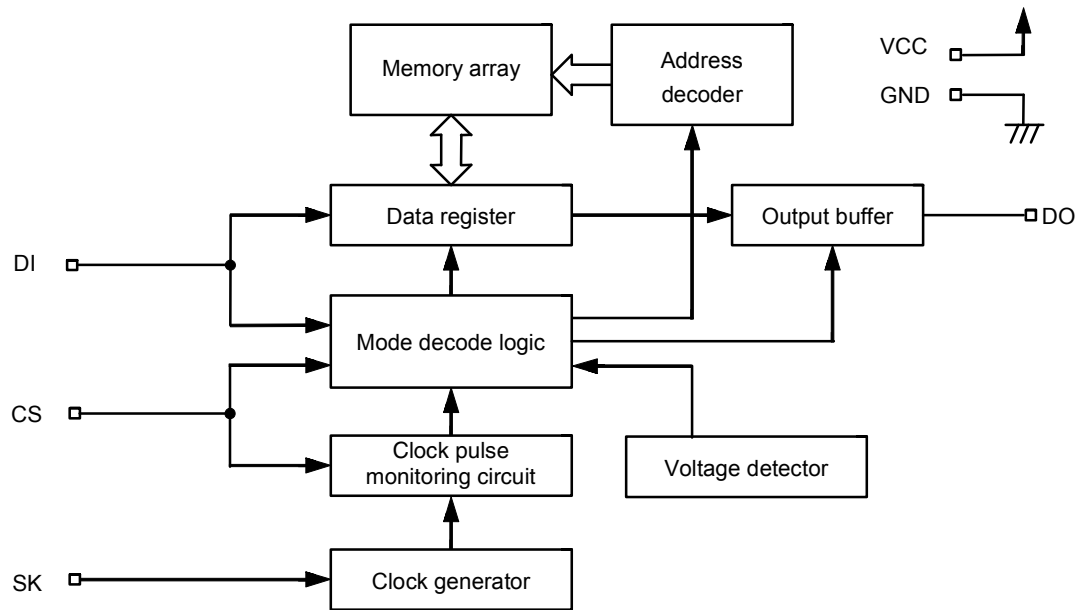 Memory array
Address
decoder
VCC
GND
Data register
Output buffer
DO
DI
Mode decode logic
CS
Clock pulse
monitoring circuit
Voltage detector
SK
Clock generator